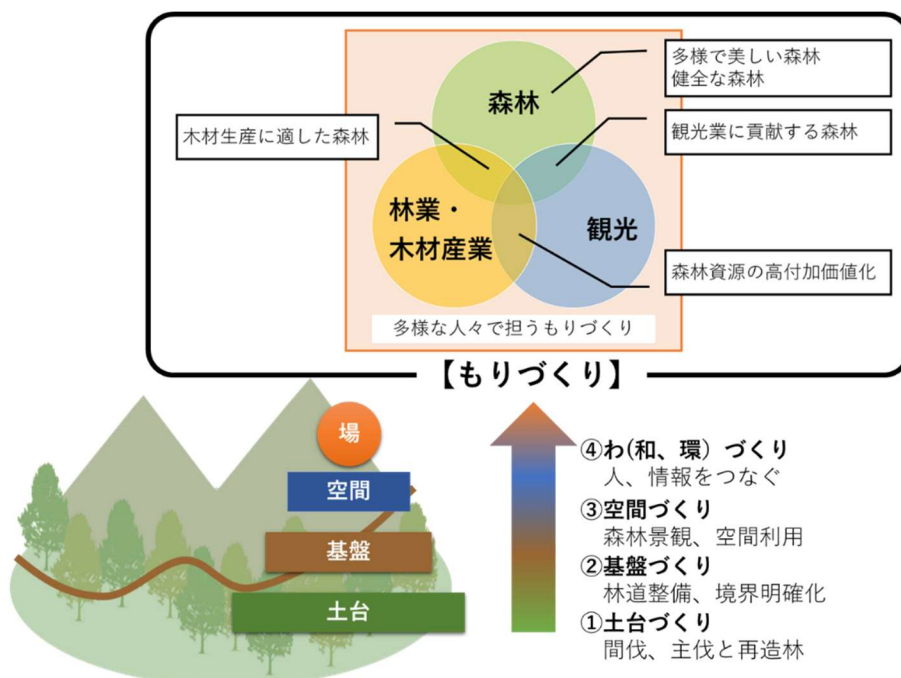 多様で美しい森林
健全な森林
森林
木材生産に適した森林
観光業に貢献する森林
林業・
木材産業
観光
森林資源の高付加価値化
多様な人々で担うもりづくり
【もりづくり】
場
空間
基盤
土台
④わ(和、環）づくり
人、情報をつなぐ
③空間づくり
森林景観、空間利用
②基盤づくり
林道整備、境界明確化
①土台づくり
間伐、主伐と再造林